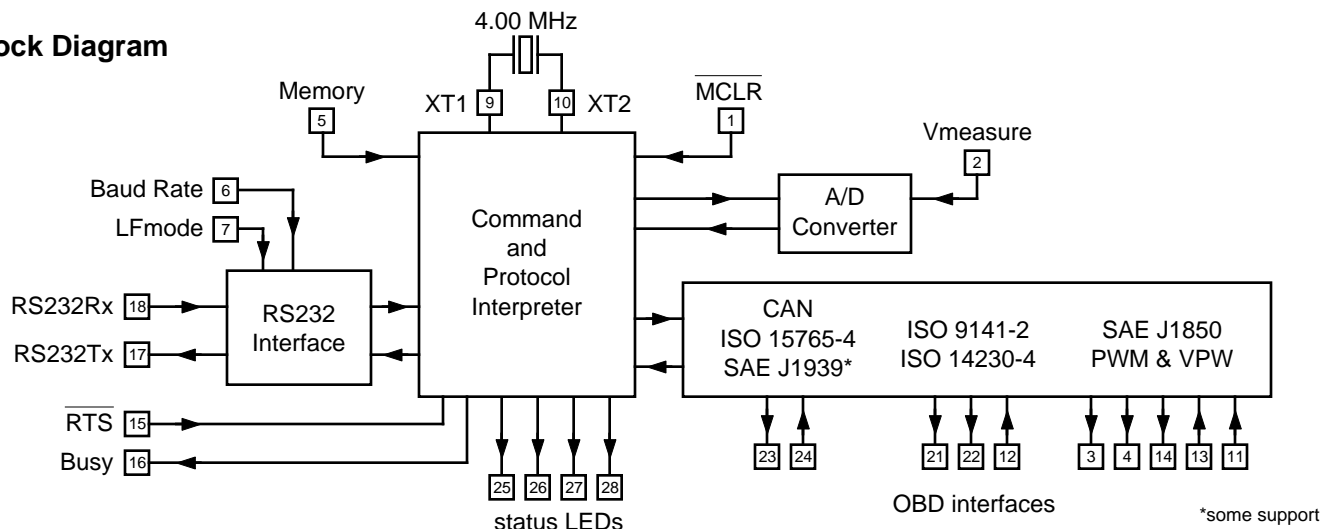 4.00 MHz
ock Diagram
Memory
5
XT1
9
10
XT2
MCLR
1
Vmeasure
2
Baud Rate
6
LFmode
7
A/D
Converter
Command
and
Protocol
Interpreter
RS232Rx
18
RS232Tx
17
RS232
Interface
CAN
ISO 15765-4
SAE J1939*
ISO 9141-2
ISO 14230-4
SAE J1850
PWM & VPW
RTS
15
Busy
16
25
26
27
28
status LEDs
23
24
21
22
12
3
4
14
13
11
OBD interfaces
*some support